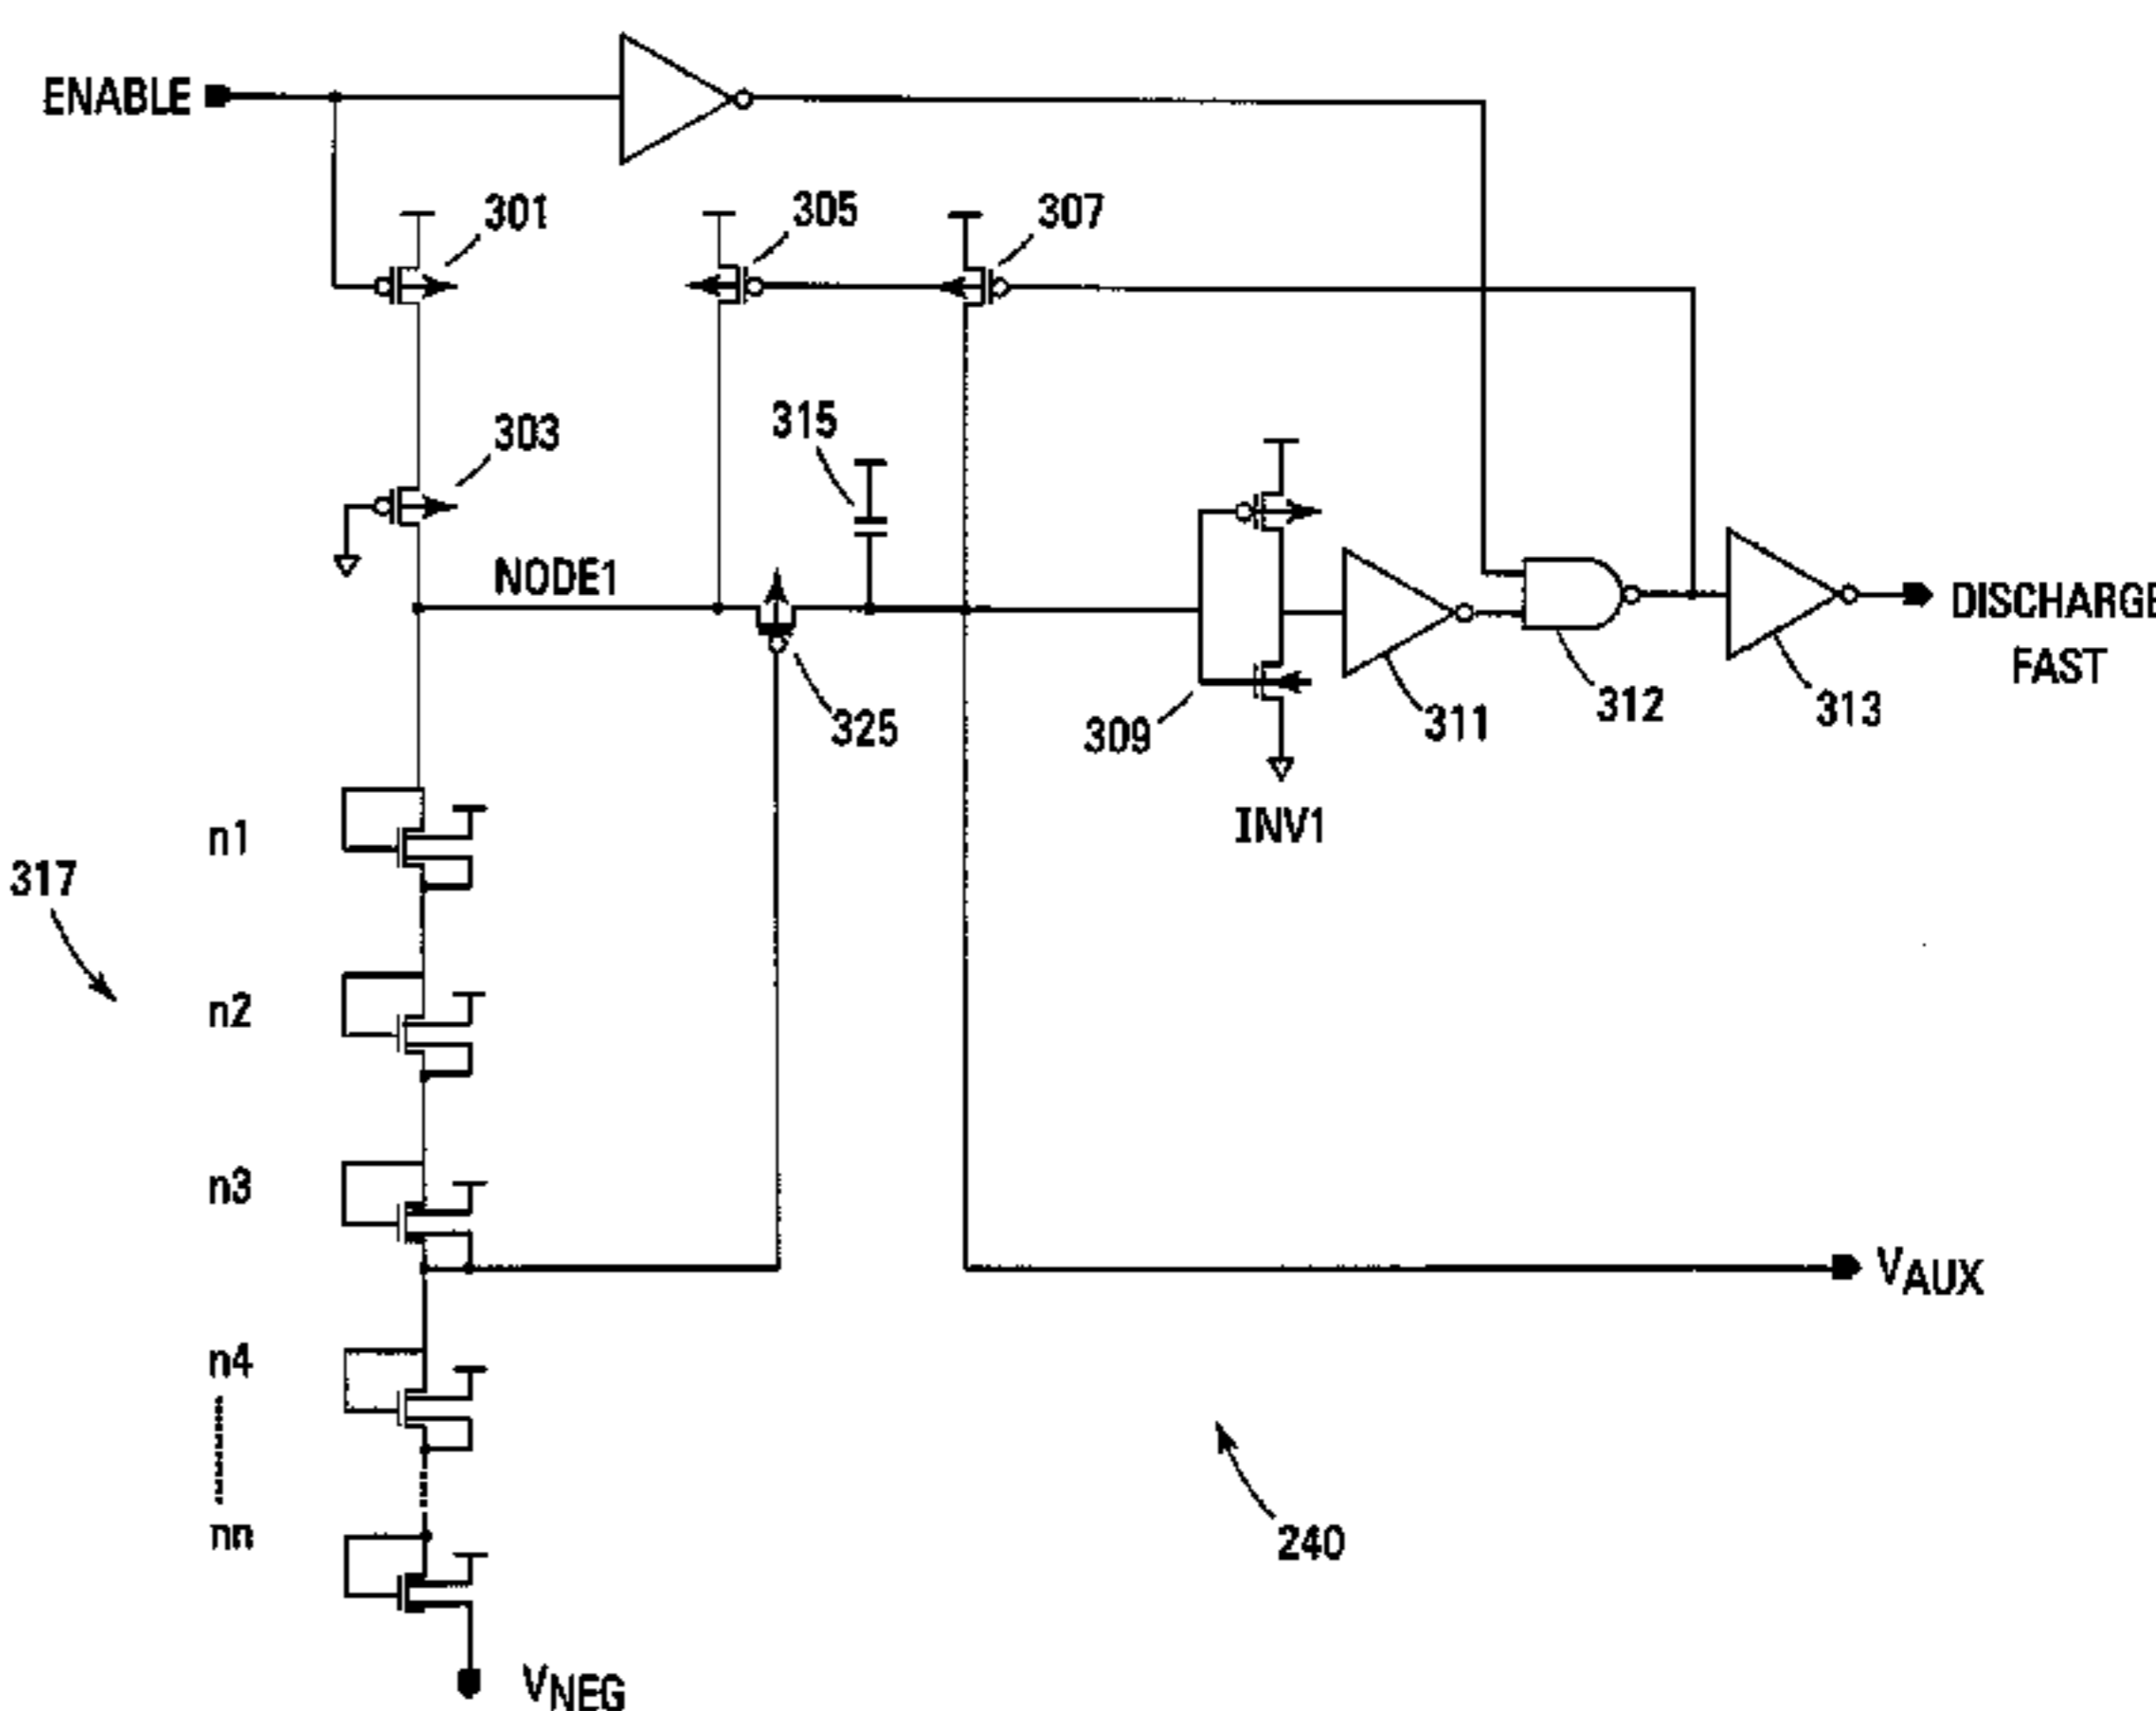 ENABLE
301
305
307
303
315
NODE1
325
309
INV1
311
312
313
DISCHARGE
FAST
317
n1
n2
n3
n4
nn
VAUX
240
VNEG